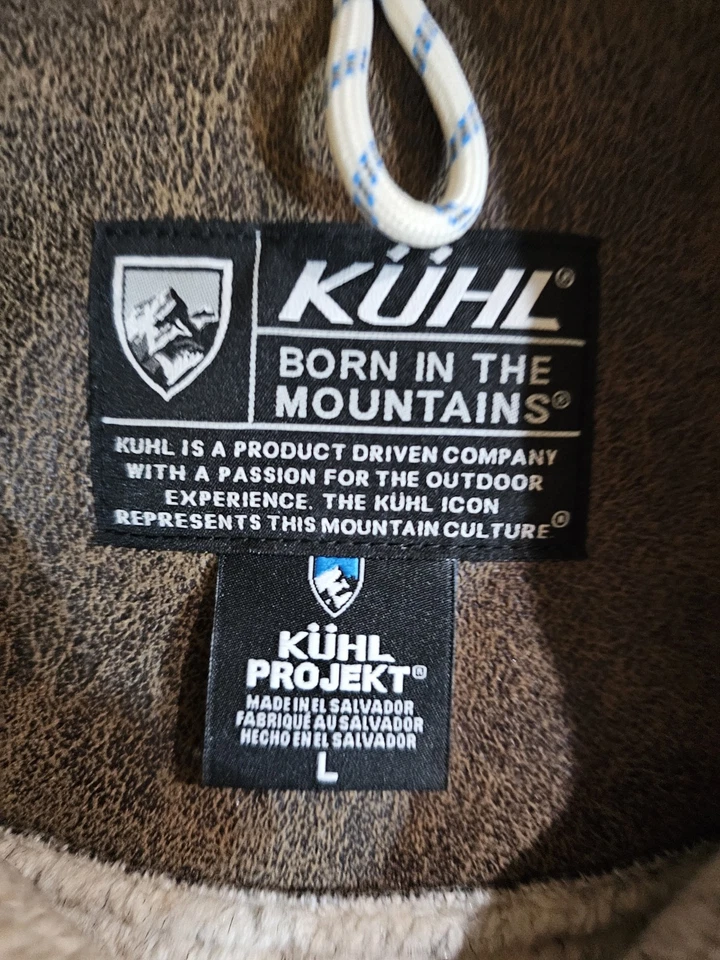 KÜHL®
BORN IN THE
MOUNTAINS®
KUHL IS A PRODUCT DRIVEN COMPANY
WITH A PASSION FOR THE OUTDOOR
EXPERIENCE. THE KÜHL ICON
REPRESENTS THIS MOUNTAIN CULTURE®
KÜHL
PROJEKT®
MADE IN EL SALVADOR
FABRIQUÉ AU SALVADOR
HECHO EN EL SALVADOR
L